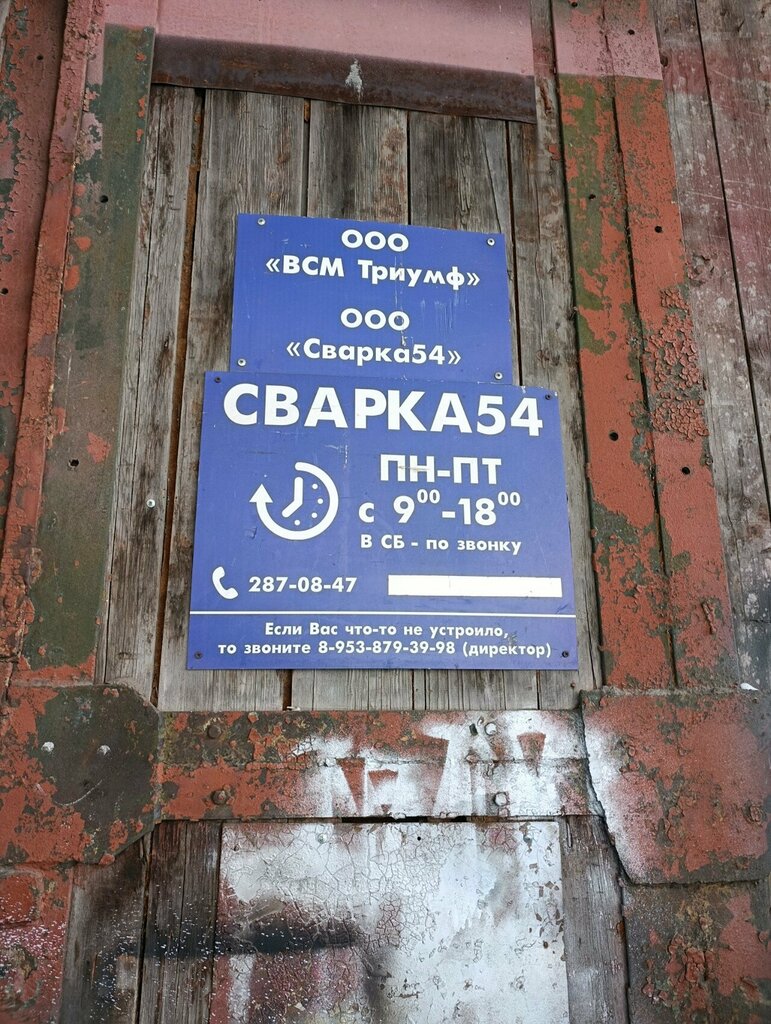 ООО
«ВСМ Триумф»
ООО
«Сварка54»
СВАРКА54
ПН-ПТ
с 9⁰⁰-18⁰⁰
В СБ - по звонку
287-08-47
Если Вас что-то не устроило,
то звоните 8-953-879-39-98 (директор)